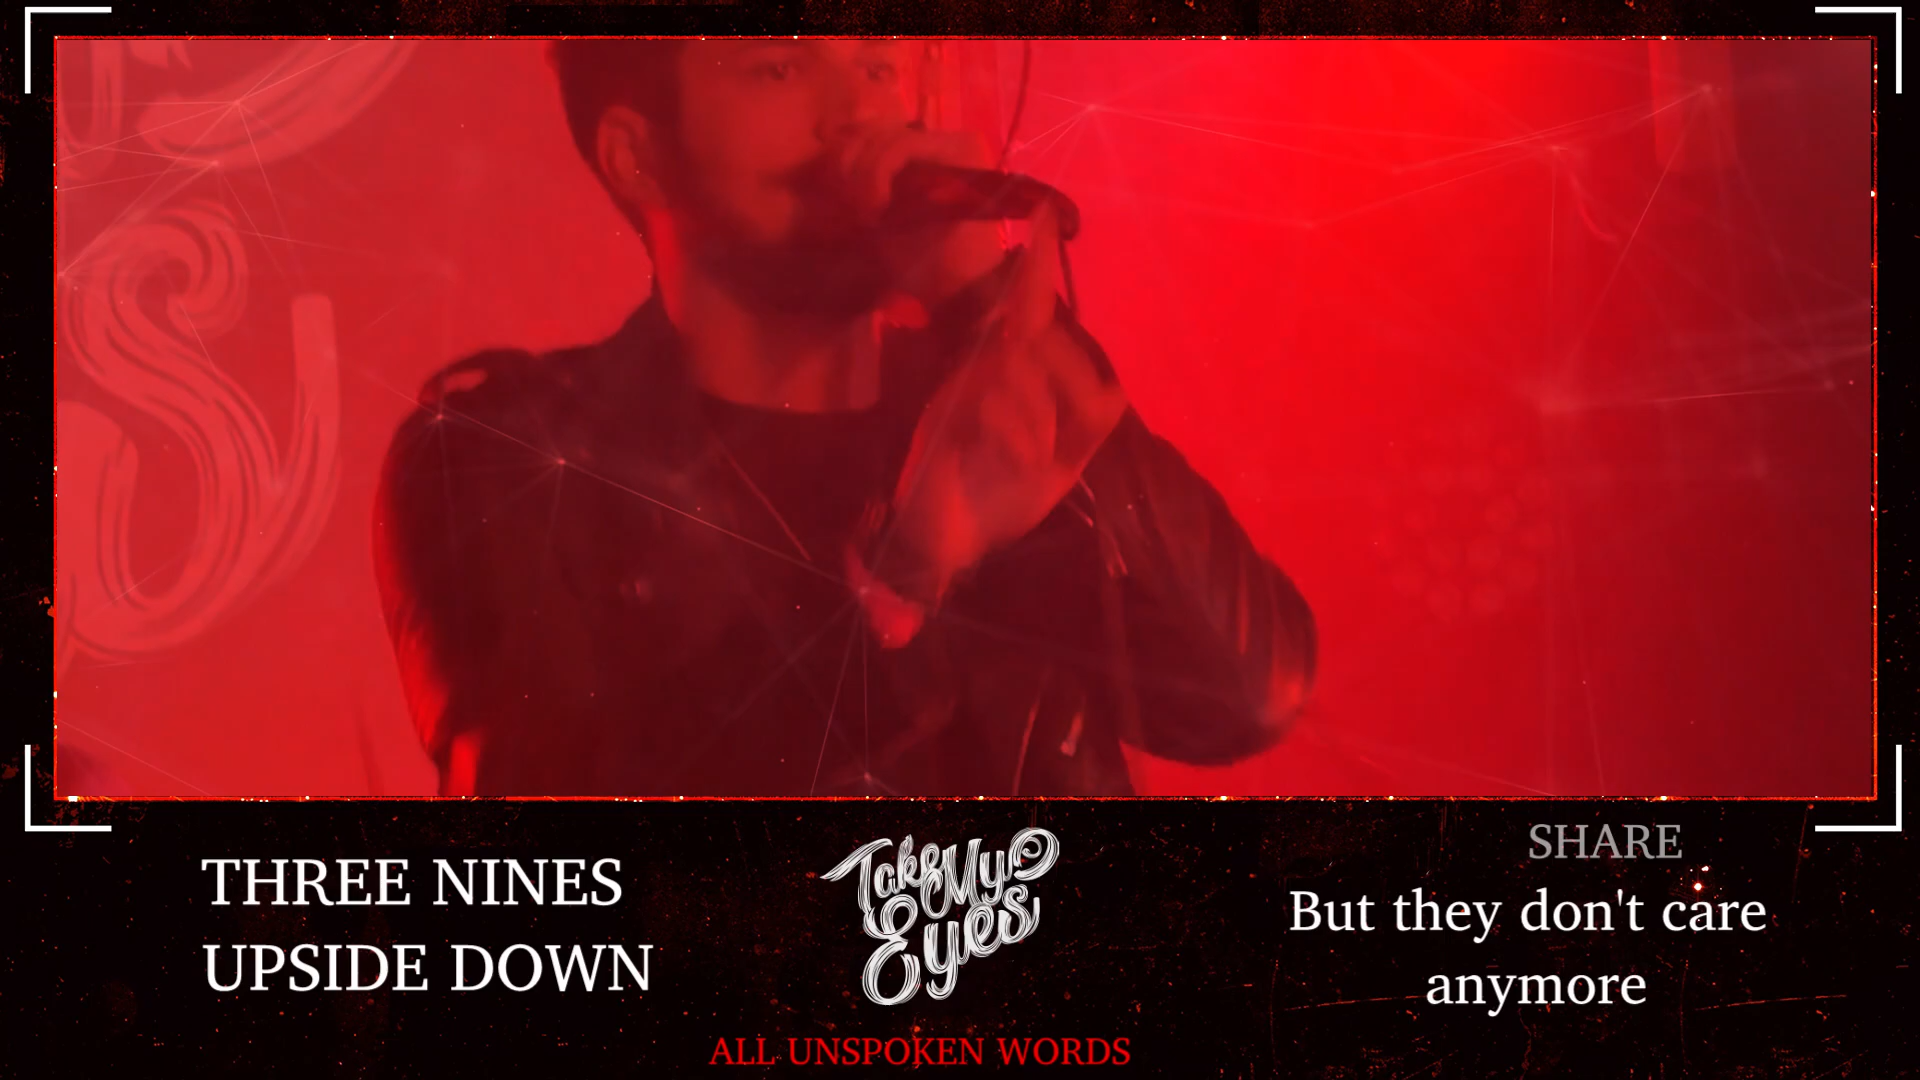 THREE NINES
UPSIDE DOWN
Take My
Eyes
SHARE
But they don't care
anymore
ALL UNSPOKEN WORDS